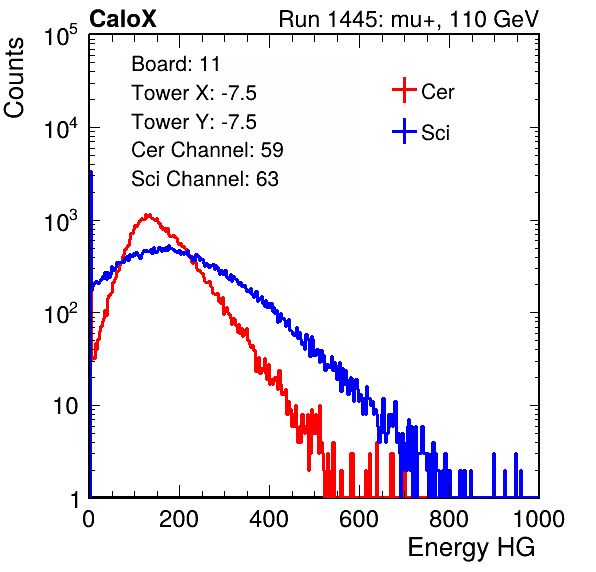 CaloX Run 1445: mu+, 110 GeV
Board: 11
Tower X: -7.5
Tower Y: -7.5
Cer Channel: 59
Sci Channel: 63
Cer
Sci
Counts
10^5
10^4
10^3
10^2
10
1
0 200 400 600 800 1000
Energy HG